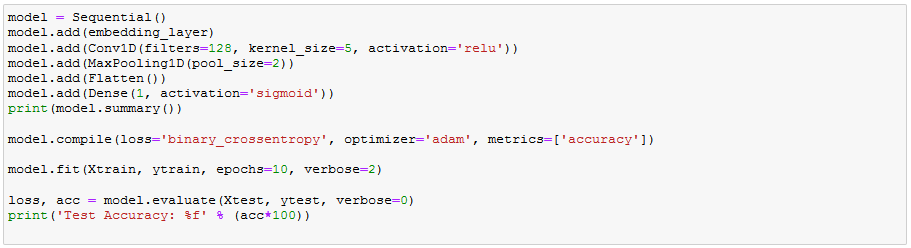 model = Sequential()
model.add(embedding_layer)
model.add(Conv1D(filters=128, kernel_size=5, activation='relu'))
model.add(MaxPooling1D(pool_size=2))
model.add(Flatten())
model.add(Dense(1, activation='sigmoid'))
print(model.summary())
model.compile(loss='binary_crossentropy', optimizer='adam', metrics=['accuracy'])
model.fit(Xtrain, ytrain, epochs=10, verbose=2)
loss, acc = model.evaluate(Xtest, ytest, verbose=0)
print('Test Accuracy: %f' % (acc*100))